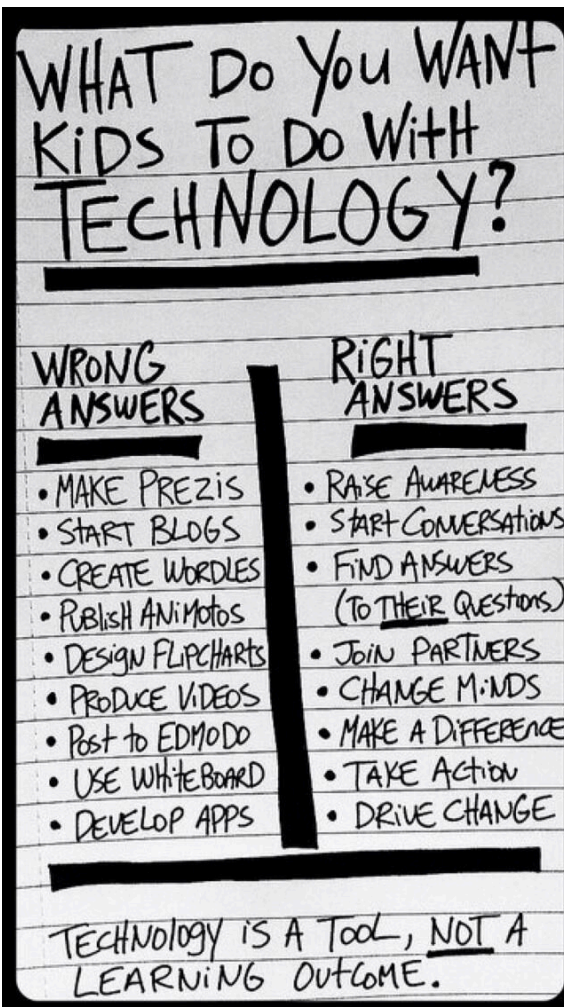 WHAT DO YOU WANT
KiDS TO DO WitH
TECHNOLOGY?
WRONG
ANSWERS
• MAKE PREZiS
• START BLOGS
• CREATE WORDLES
• PUBLiSH ANiMOTOS
• DESiGN FLiPCHARTS
• PRODUCE ViDEOS
• POST to EDMODO
• USE WHitEBOARD
• DEVELOP APPS
RiGHT
ANSWERS
• RAiSE AWARENESS
• StARt CONVERSATiONS
• FiND ANSWERS
(TO THEiR QUESTiONS)
• JOiN PARTNERS
• CHANGE MiNDS
• MAKE A DiFFERENCE
• TAKE ACtiON
• DRiVE CHANGE
TECHNOLOGY iS A TOOL, NOT A
LEARNiNG OUtCOME.